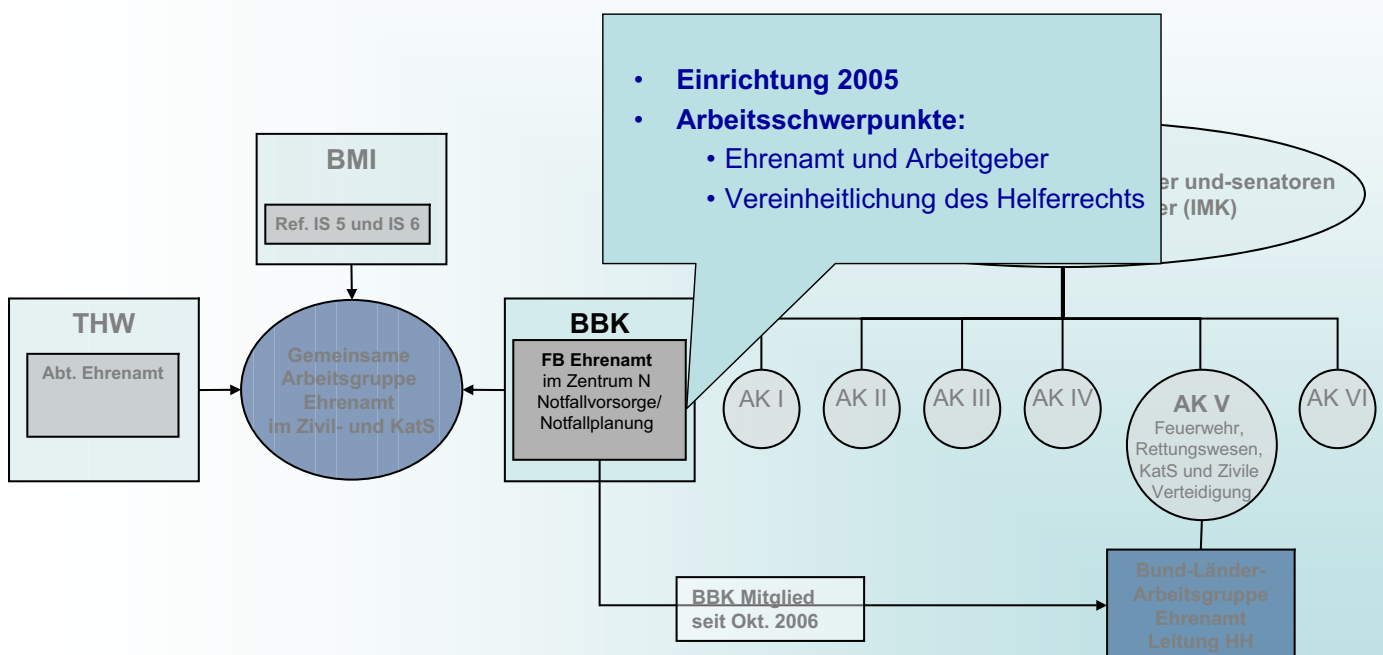 • Einrichtung 2005
• Arbeitsschwerpunkte:
• Ehrenamt und Arbeitgeber
• Vereinheitlichung des Helferrechts
er und-senatoren
er (IMK)
BMI
Ref. IS 5 und IS 6
THW
Abt. Ehrenamt
Gemeinsame
Arbeitsgruppe
Ehrenamt
im Zivil- und KatS
BBK
FB Ehrenamt
im Zentrum N
Notfallvorsorge/
Notfallplanung
AK I
AK II
AK III
AK IV
AK V
Feuerwehr,
Rettungswesen,
KatS und Zivile
Verteidigung
AK VI
BBK Mitglied
seit Okt. 2006
Bund-Länder-
Arbeitsgruppe
Ehrenamt
Leitung HH